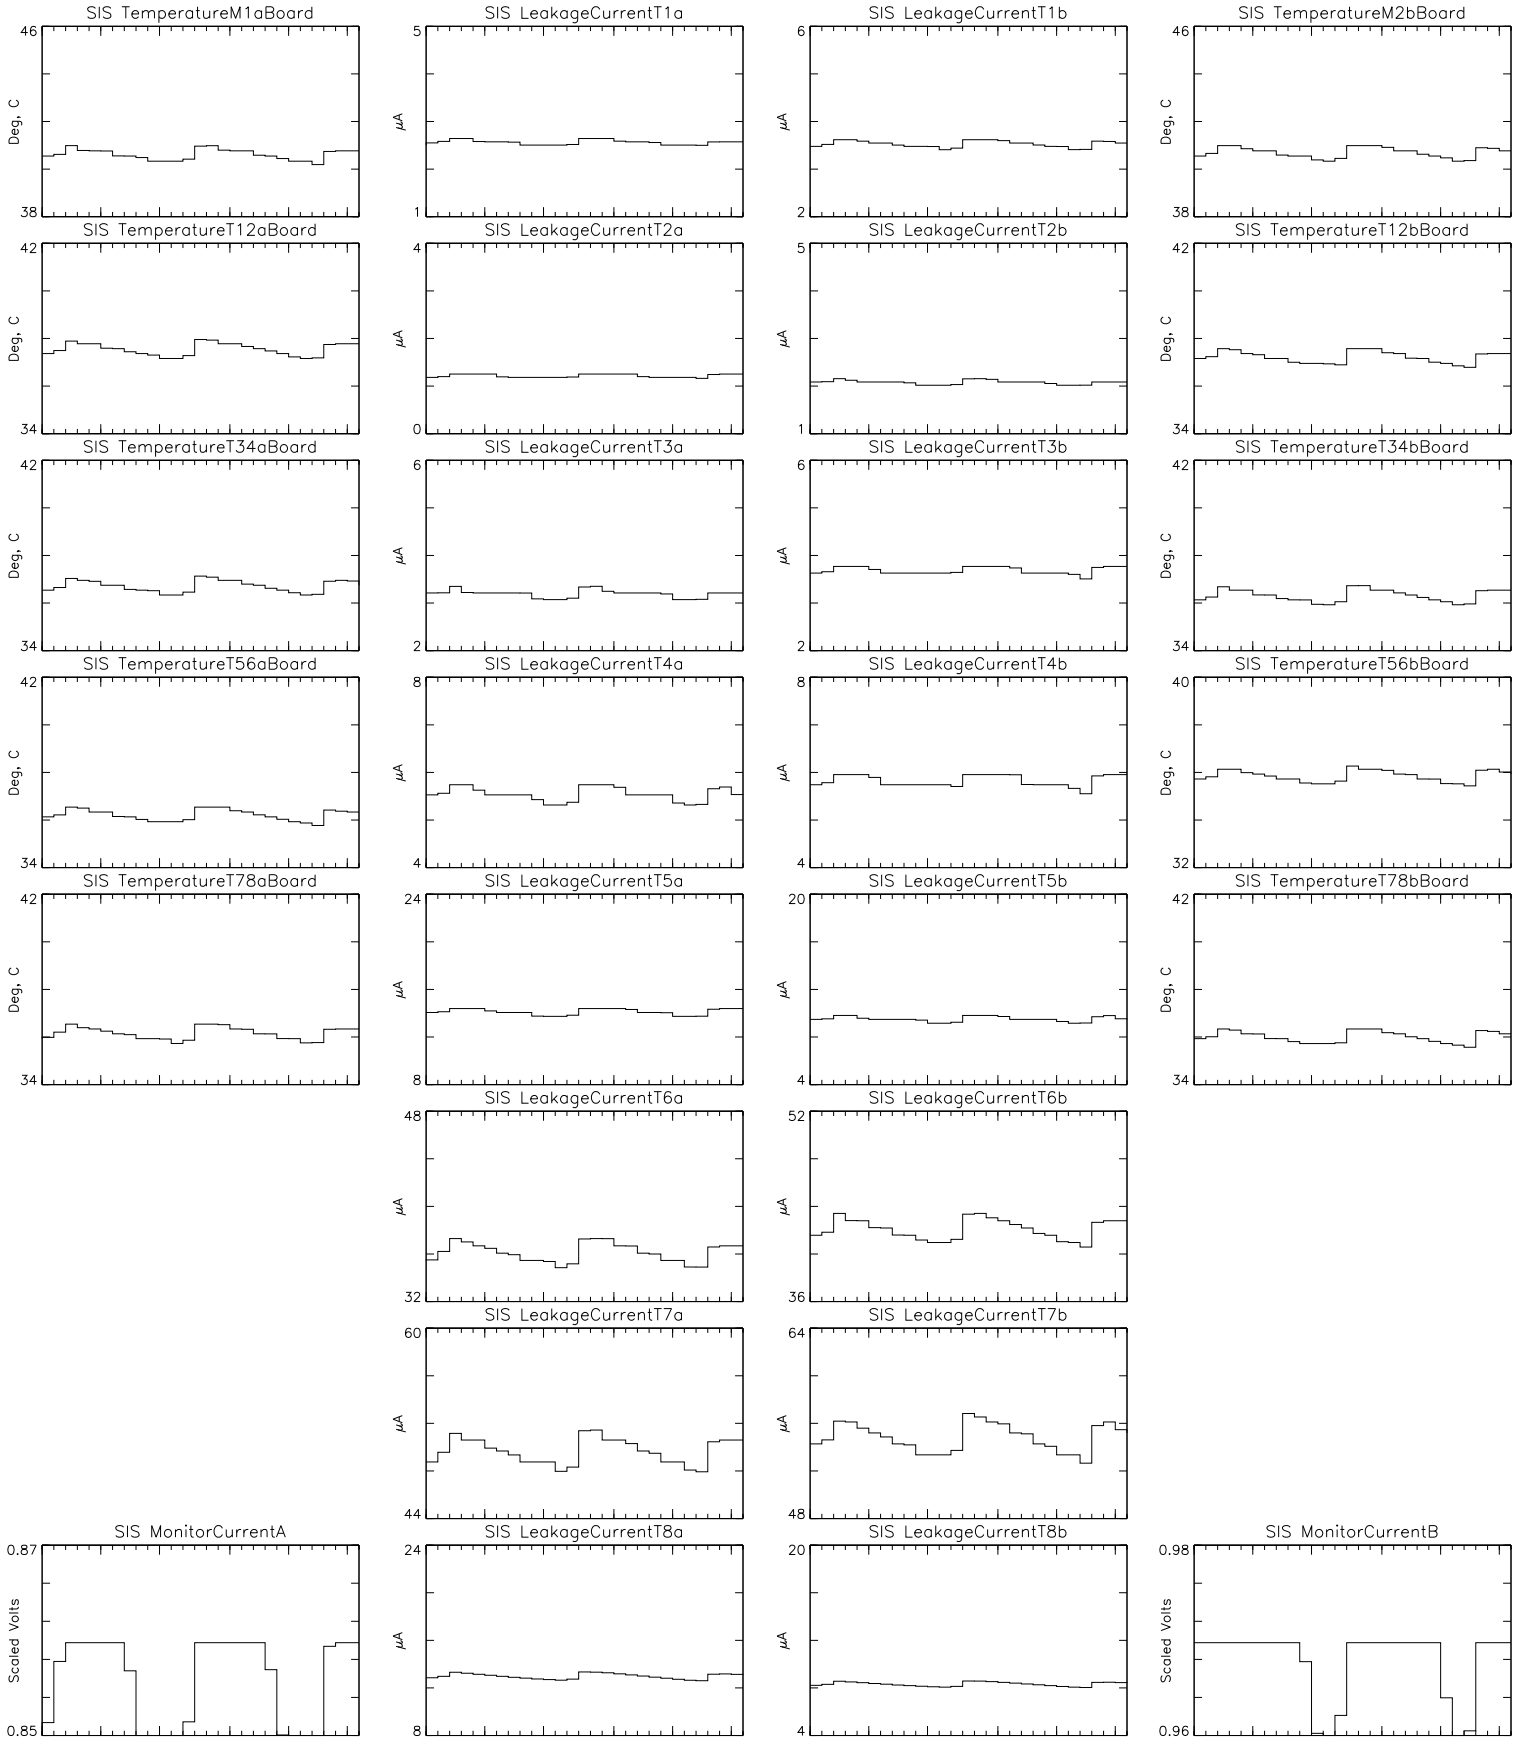 SIS TemperatureM1aBoard
46
Deg, C
38
SIS LeakageCurrentT1a
5
μA
1
SIS LeakageCurrentT1b
6
μA
2
SIS TemperatureM2bBoard
46
Deg, C
38
SIS TemperatureT12aBoard
42
Deg, C
34
SIS LeakageCurrentT2a
4
μA
0
SIS LeakageCurrentT2b
5
μA
1
SIS TemperatureT12bBoard
42
Deg, C
34
SIS TemperatureT34aBoard
42
Deg, C
34
SIS LeakageCurrentT3a
6
μA
2
SIS LeakageCurrentT3b
6
μA
2
SIS TemperatureT34bBoard
42
Deg, C
34
SIS TemperatureT56aBoard
42
Deg, C
34
SIS LeakageCurrentT4a
8
μA
4
SIS LeakageCurrentT4b
8
μA
4
SIS TemperatureT56bBoard
40
Deg, C
32
SIS TemperatureT78aBoard
42
Deg, C
34
SIS LeakageCurrentT5a
24
μA
8
SIS LeakageCurrentT5b
20
μA
4
SIS TemperatureT78bBoard
42
Deg, C
34
SIS LeakageCurrentT6a
48
μA
32
SIS LeakageCurrentT6b
52
μA
36
SIS LeakageCurrentT7a
60
μA
44
SIS LeakageCurrentT7b
64
μA
48
SIS MonitorCurrentA
0.87
Scaled Volts
0.85
SIS LeakageCurrentT8a
24
μA
8
SIS LeakageCurrentT8b
20
μA
4
SIS MonitorCurrentB
0.98
Scaled Volts
0.96